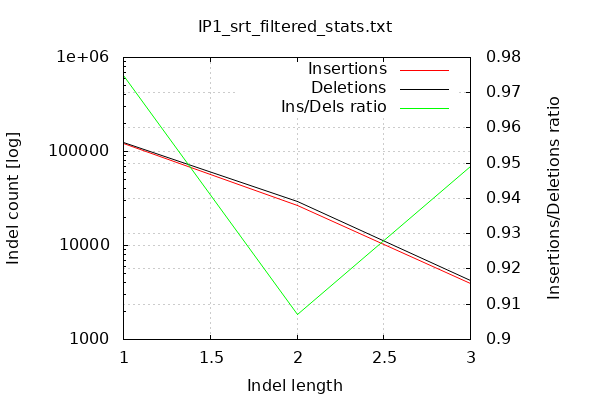 IP1_srt_filtered_stats.txt
1e+06
100000
10000
1000
Indel count [log]
Insertions
Deletions
Ins/Dels ratio
0.98
0.97
0.96
0.95
0.94
0.93
0.92
0.91
0.9
Insertions/Deletions ratio
1 1.5 2 2.5 3
Indel length